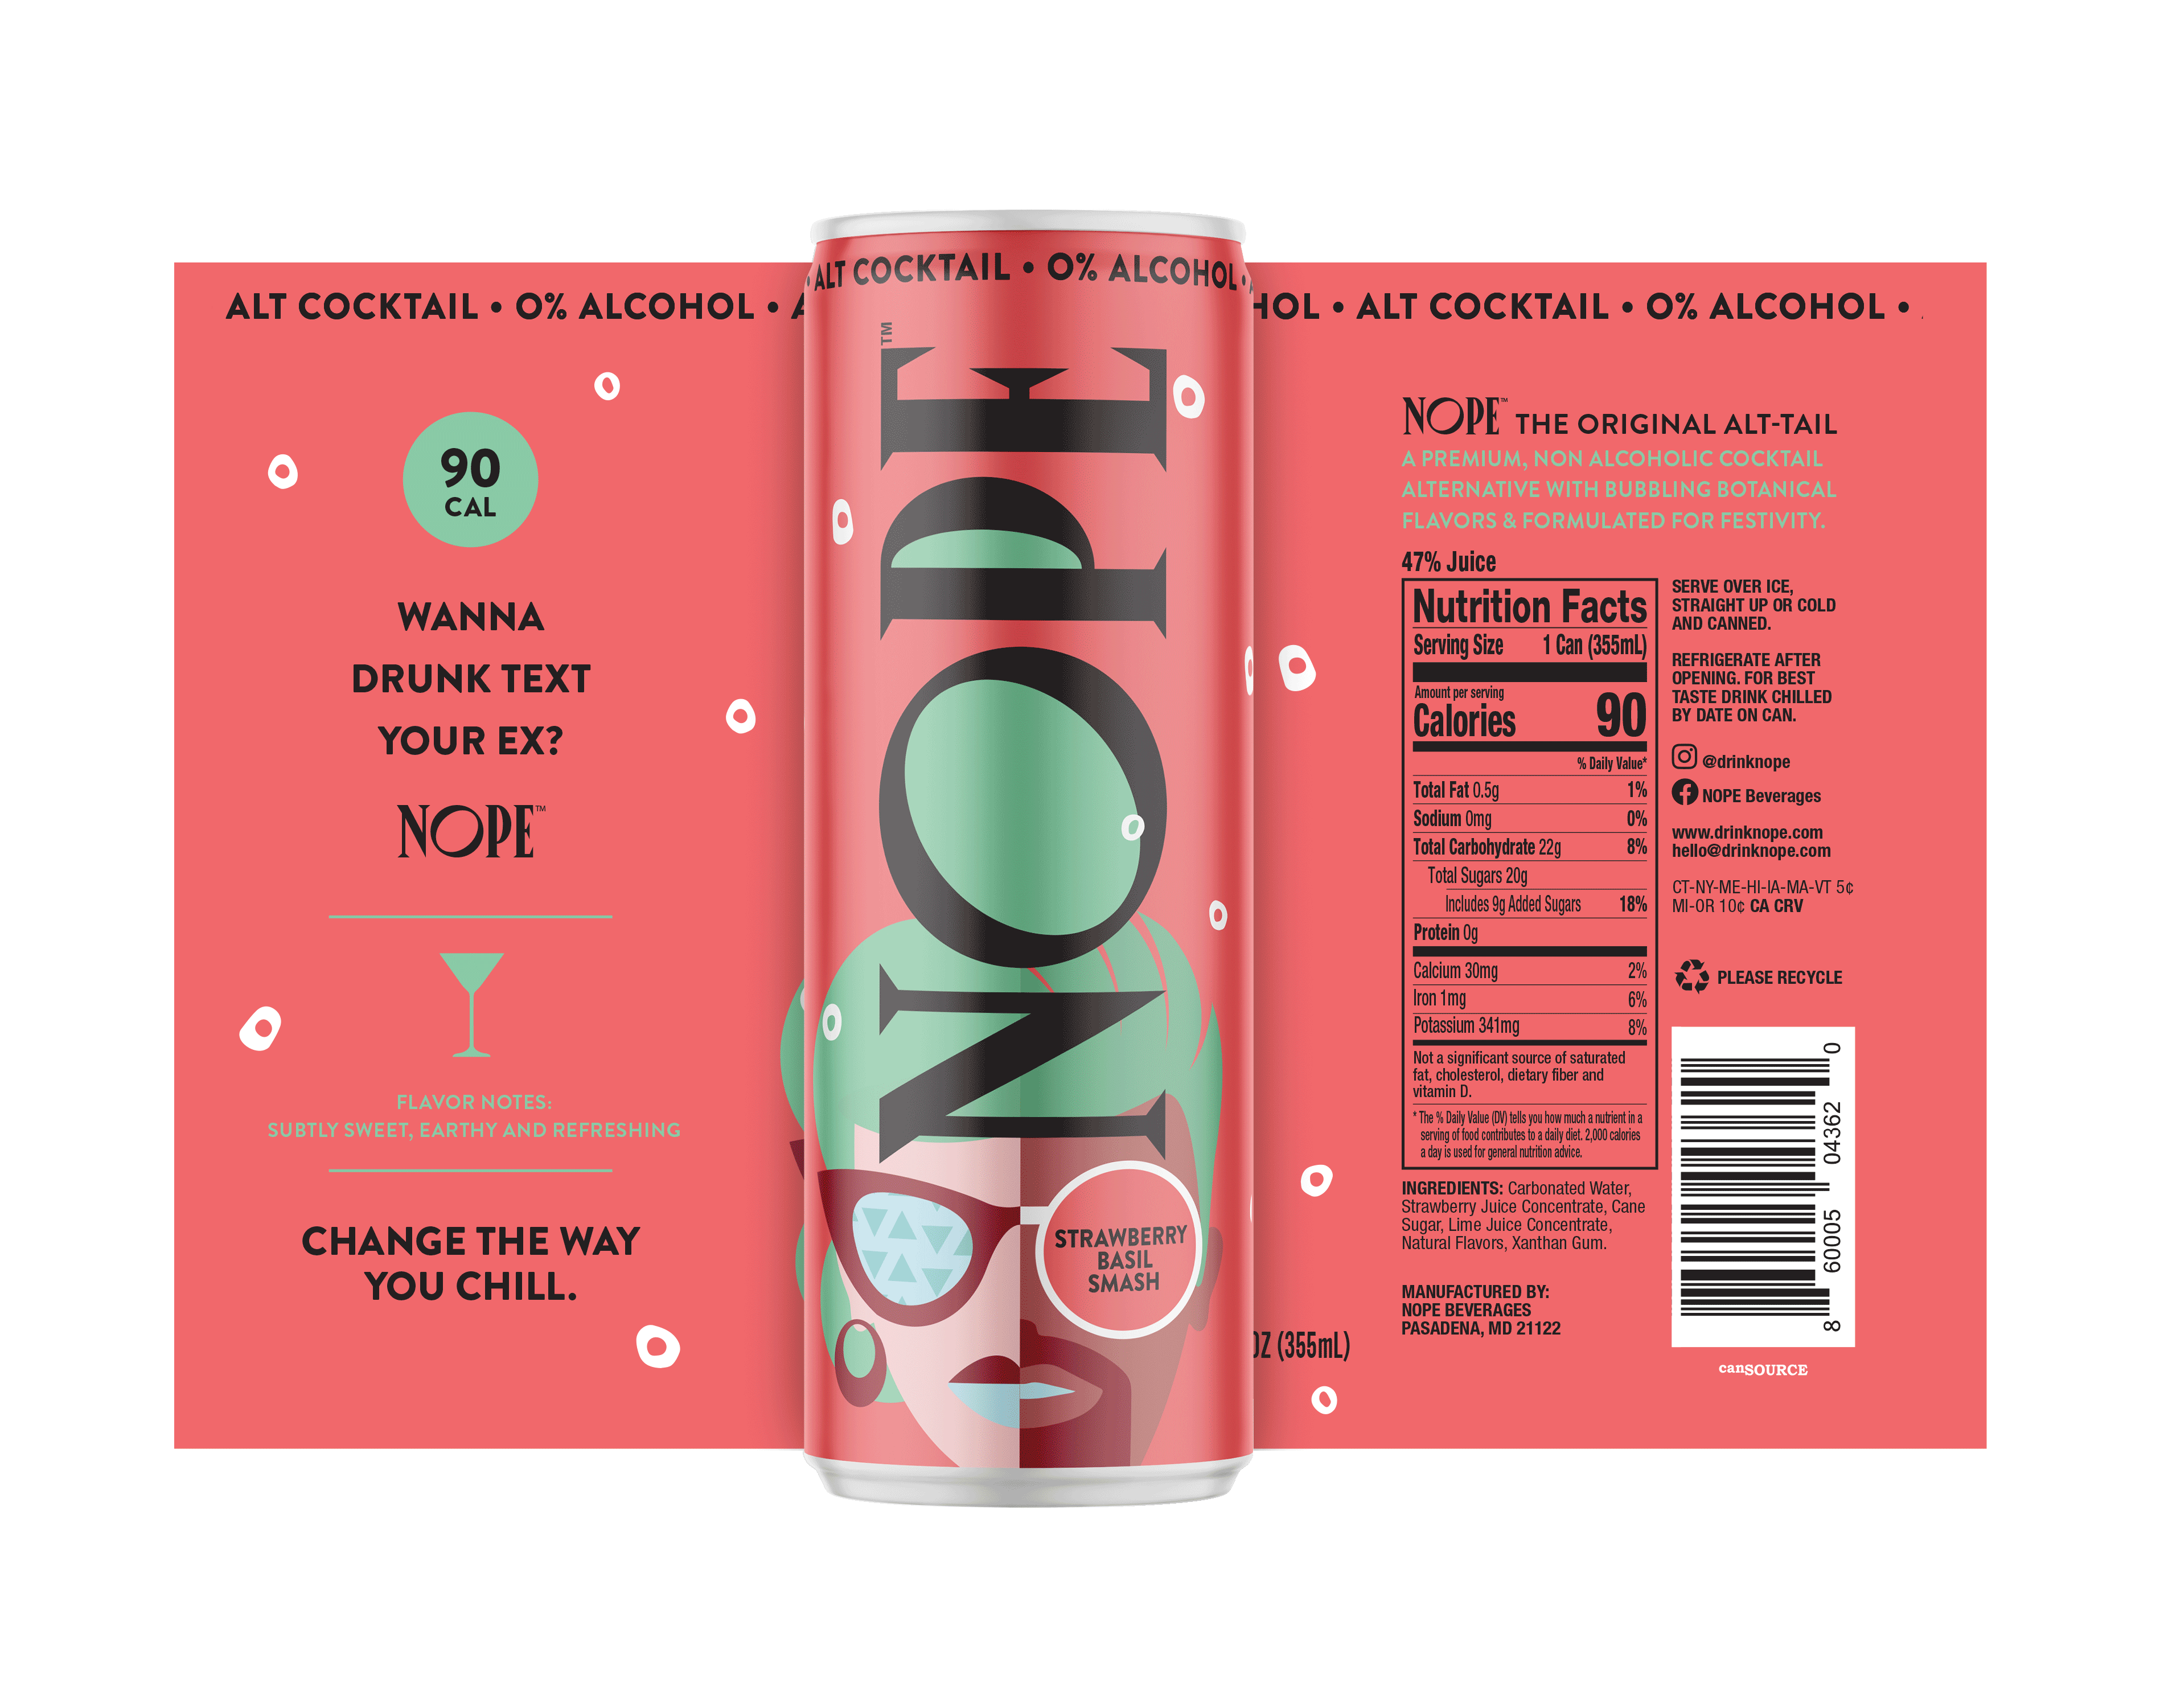 ALT COCKTAIL • 0% ALCOHOL •
90
CAL
WANNA
DRUNK TEXT
YOUR EX?
NOPE™
FLAVOR NOTES:
SUBTLY SWEET, EARTHY AND REFRESHING
CHANGE THE WAY
YOU CHILL.
• ALT COCKTAIL • 0% ALCOHOL •
NOPE™
STRAWBERRY
BASIL
SMASH
OZ (355mL)
HOL • ALT COCKTAIL • 0% ALCOHOL •
NOPE™ THE ORIGINAL ALT-TAIL
A PREMIUM, NON ALCOHOLIC COCKTAIL
ALTERNATIVE WITH BUBBLING BOTANICAL
FLAVORS & FORMULATED FOR FESTIVITY.
47% Juice
Nutrition Facts
Serving Size 1 Can (355mL)
Amount per serving
Calories 90
% Daily Value*
Total Fat 0.5g 1%
Sodium 0mg 0%
Total Carbohydrate 22g 8%
Total Sugars 20g
Includes 9g Added Sugars 18%
Protein 0g
Calcium 30mg 2%
Iron 1mg 6%
Potassium 341mg 8%
Not a significant source of saturated
fat, cholesterol, dietary fiber and
vitamin D.
* The % Daily Value (DV) tells you how much a nutrient in a
serving of food contributes to a daily diet. 2,000 calories
a day is used for general nutrition advice.
INGREDIENTS: Carbonated Water,
Strawberry Juice Concentrate, Cane
Sugar, Lime Juice Concentrate,
Natural Flavors, Xanthan Gum.
MANUFACTURED BY:
NOPE BEVERAGES
PASADENA, MD 21122
SERVE OVER ICE,
STRAIGHT UP OR COLD
AND CANNED.
REFRIGERATE AFTER
OPENING. FOR BEST
TASTE DRINK CHILLED
BY DATE ON CAN.
@drinknope
NOPE Beverages
www.drinknope.com
hello@drinknope.com
CT-NY-ME-HI-IA-MA-VT 5¢
MI-OR 10¢ CA CRV
PLEASE RECYCLE
8 60005 04362 0
canSOURCE